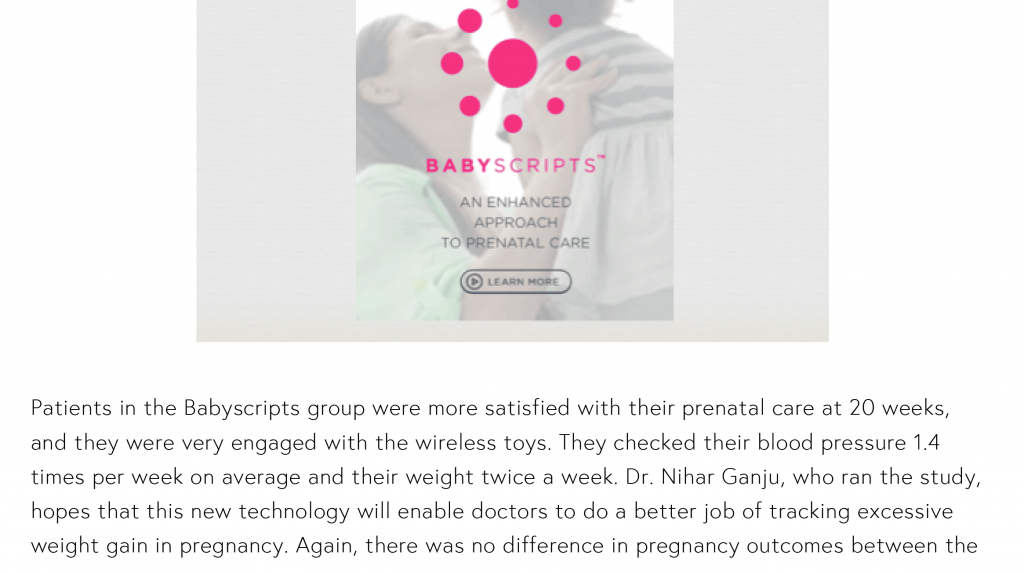 BABYSCRIPTS™
AN ENHANCED
APPROACH
TO PRENATAL CARE
LEARN MORE
Patients in the Babyscripts group were more satisfied with their prenatal care at 20 weeks,
and they were very engaged with the wireless toys. They checked their blood pressure 1.4
times per week on average and their weight twice a week. Dr. Nihar Ganju, who ran the study,
hopes that this new technology will enable doctors to do a better job of tracking excessive
weight gain in pregnancy. Again, there was no difference in pregnancy outcomes between the